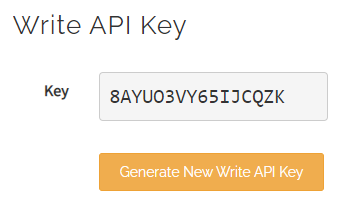 Write API Key
Key
8AYUO3VY65IJCQZK
Generate New Write API Key